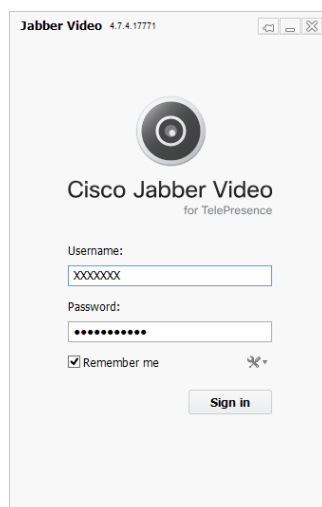 Jabber Video 4.7.4.17771
Cisco Jabber Video
for TelePresence
Username:
XXXXXXX
Password:
●●●●●●●●●●●
Remember me
Sign in